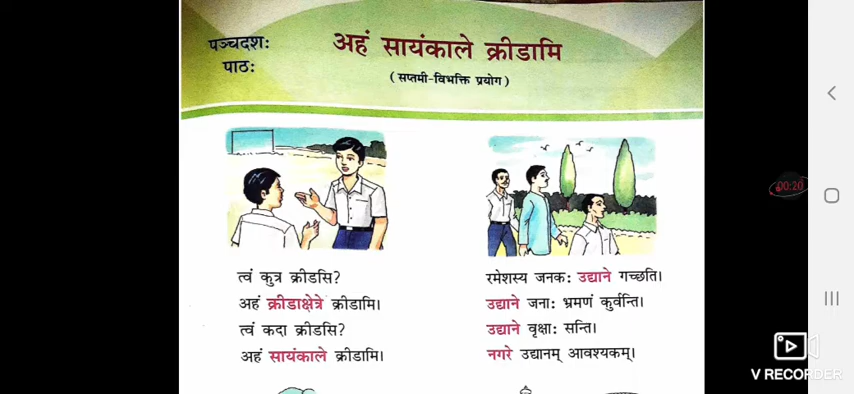 पञ्चदशः
पाठः
अहं सायंकाले क्रीडामि
(सप्तमी-विभक्ति प्रयोग)
त्वं कुत्र क्रीडसि?
अहं क्रीडाक्षेत्रे क्रीडामि।
त्वं कदा क्रीडसि?
अहं सायंकाले क्रीडामि।
रमेशस्य जनकः उद्याने गच्छति।
उद्याने जनाः भ्रमणं कुर्वन्ति।
उद्याने वृक्षाः सन्ति।
नगरे उद्यानम् आवश्यकम्।
00:20
V RECORDER